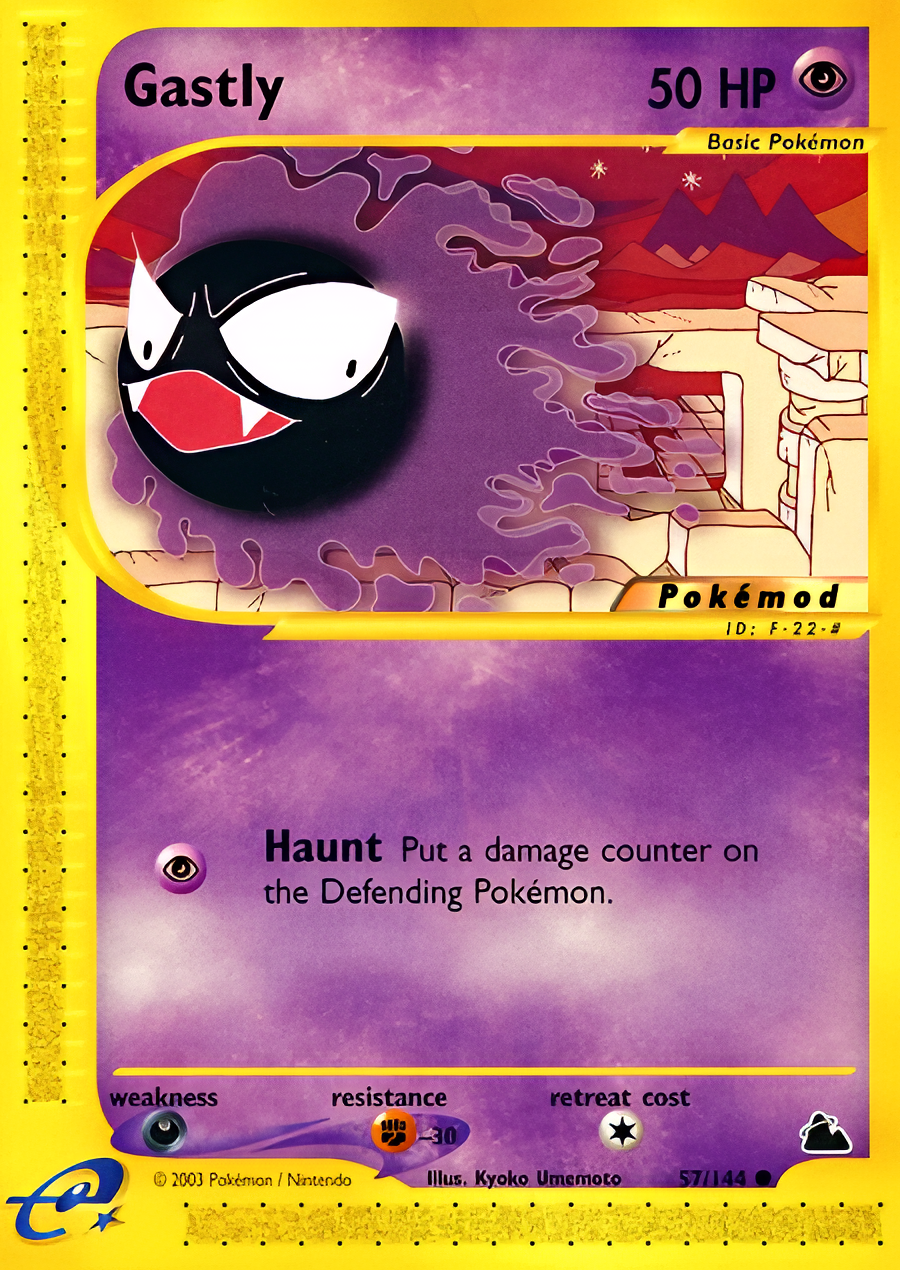 Gastly 50 HP
Basic Pokémon
Pokémod
ID: F-22-#
Haunt Put a damage counter on
the Defending Pokémon.
weakness resistance retreat cost
-30
© 2003 Pokémon / Nintendo Illus. Kyoko Umemoto 57/144